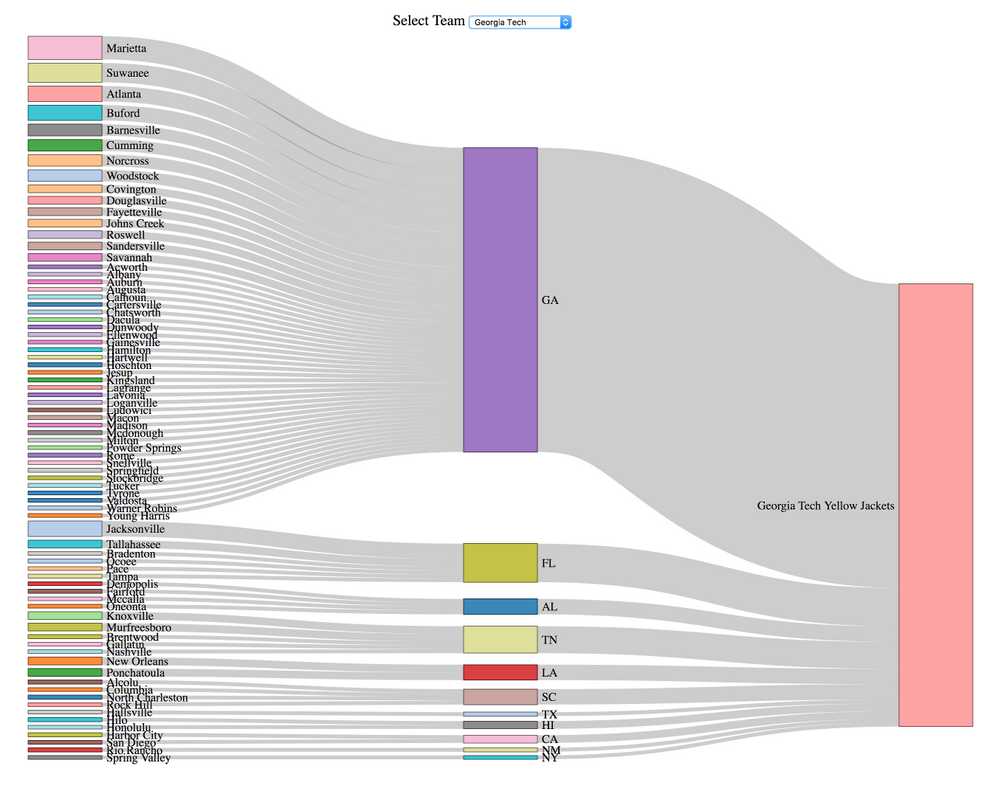 Select Team Georgia Tech
Marietta
Suwanee
Atlanta
Buford
Barnesville
Cumming
Norcross
Woodstock
Covington
Douglasville
Fayetteville
Johns Creek
Roswell
Sandersville
Savannah
Acworth
Albany
Auburn
Augusta
Calhoun
Cartersville
Chatsworth
Dacula
Dunwoody
Ellenwood
Gainesville
Hamilton
Hartwell
Hoschton
Jesup
Kingsland
Lagrange
Lavonia
Loganville
Ludowici
Macon
Madison
Mcdonough
Milton
Powder Springs
Rome
Snellville
Springfield
Stockbridge
Tucker
Tyrone
Valdosta
Warner Robins
Young Harris
Jacksonville
Tallahassee
Bradenton
Ocoee
Pace
Tampa
Demopolis
Fairford
Mccalla
Oneonta
Knoxville
Murfreesboro
Brentwood
Gallatin
Nashville
New Orleans
Ponchatoula
Alcolu
Columbia
North Charleston
Rock Hill
Hallsville
Hilo
Honolulu
Harbor City
San Diego
Rio Rancho
Spring Valley
GA
FL
AL
TN
LA
SC
TX
HI
CA
NM
NY
Georgia Tech Yellow Jackets